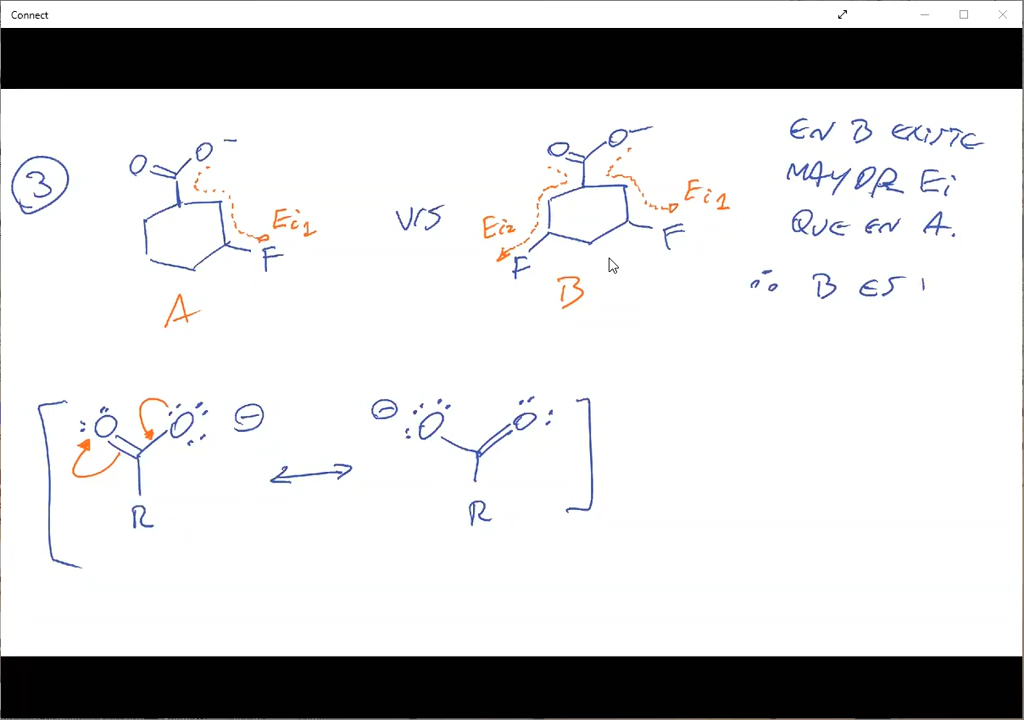 Connect
3
O O −
Ei1
F
A
VrS
O O −
Ei2
Ei1
F
F
B
EN B EXISTE
MAYOR Ei
QUE EN A.
∴ B ES
O O −
R
− O O
R